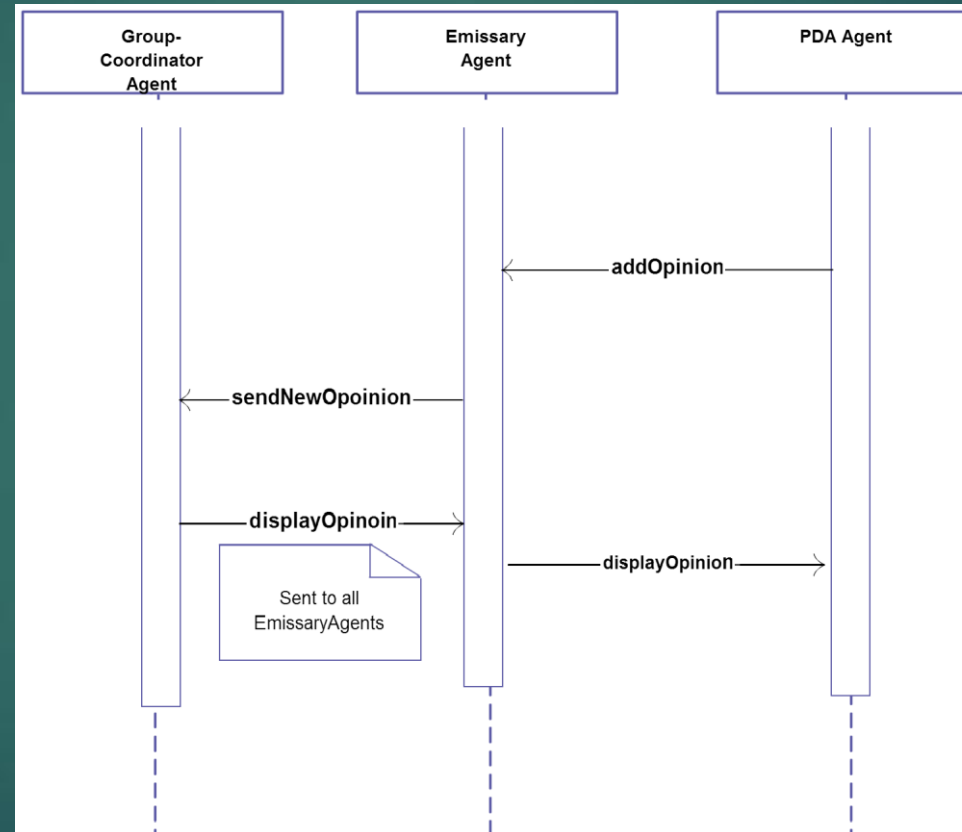 Group-
Coordinator
Agent
Emissary
Agent
PDA Agent
addOpinion
sendNewOpoinion
displayOpinoin
displayOpinion
Sent to all
EmissaryAgents